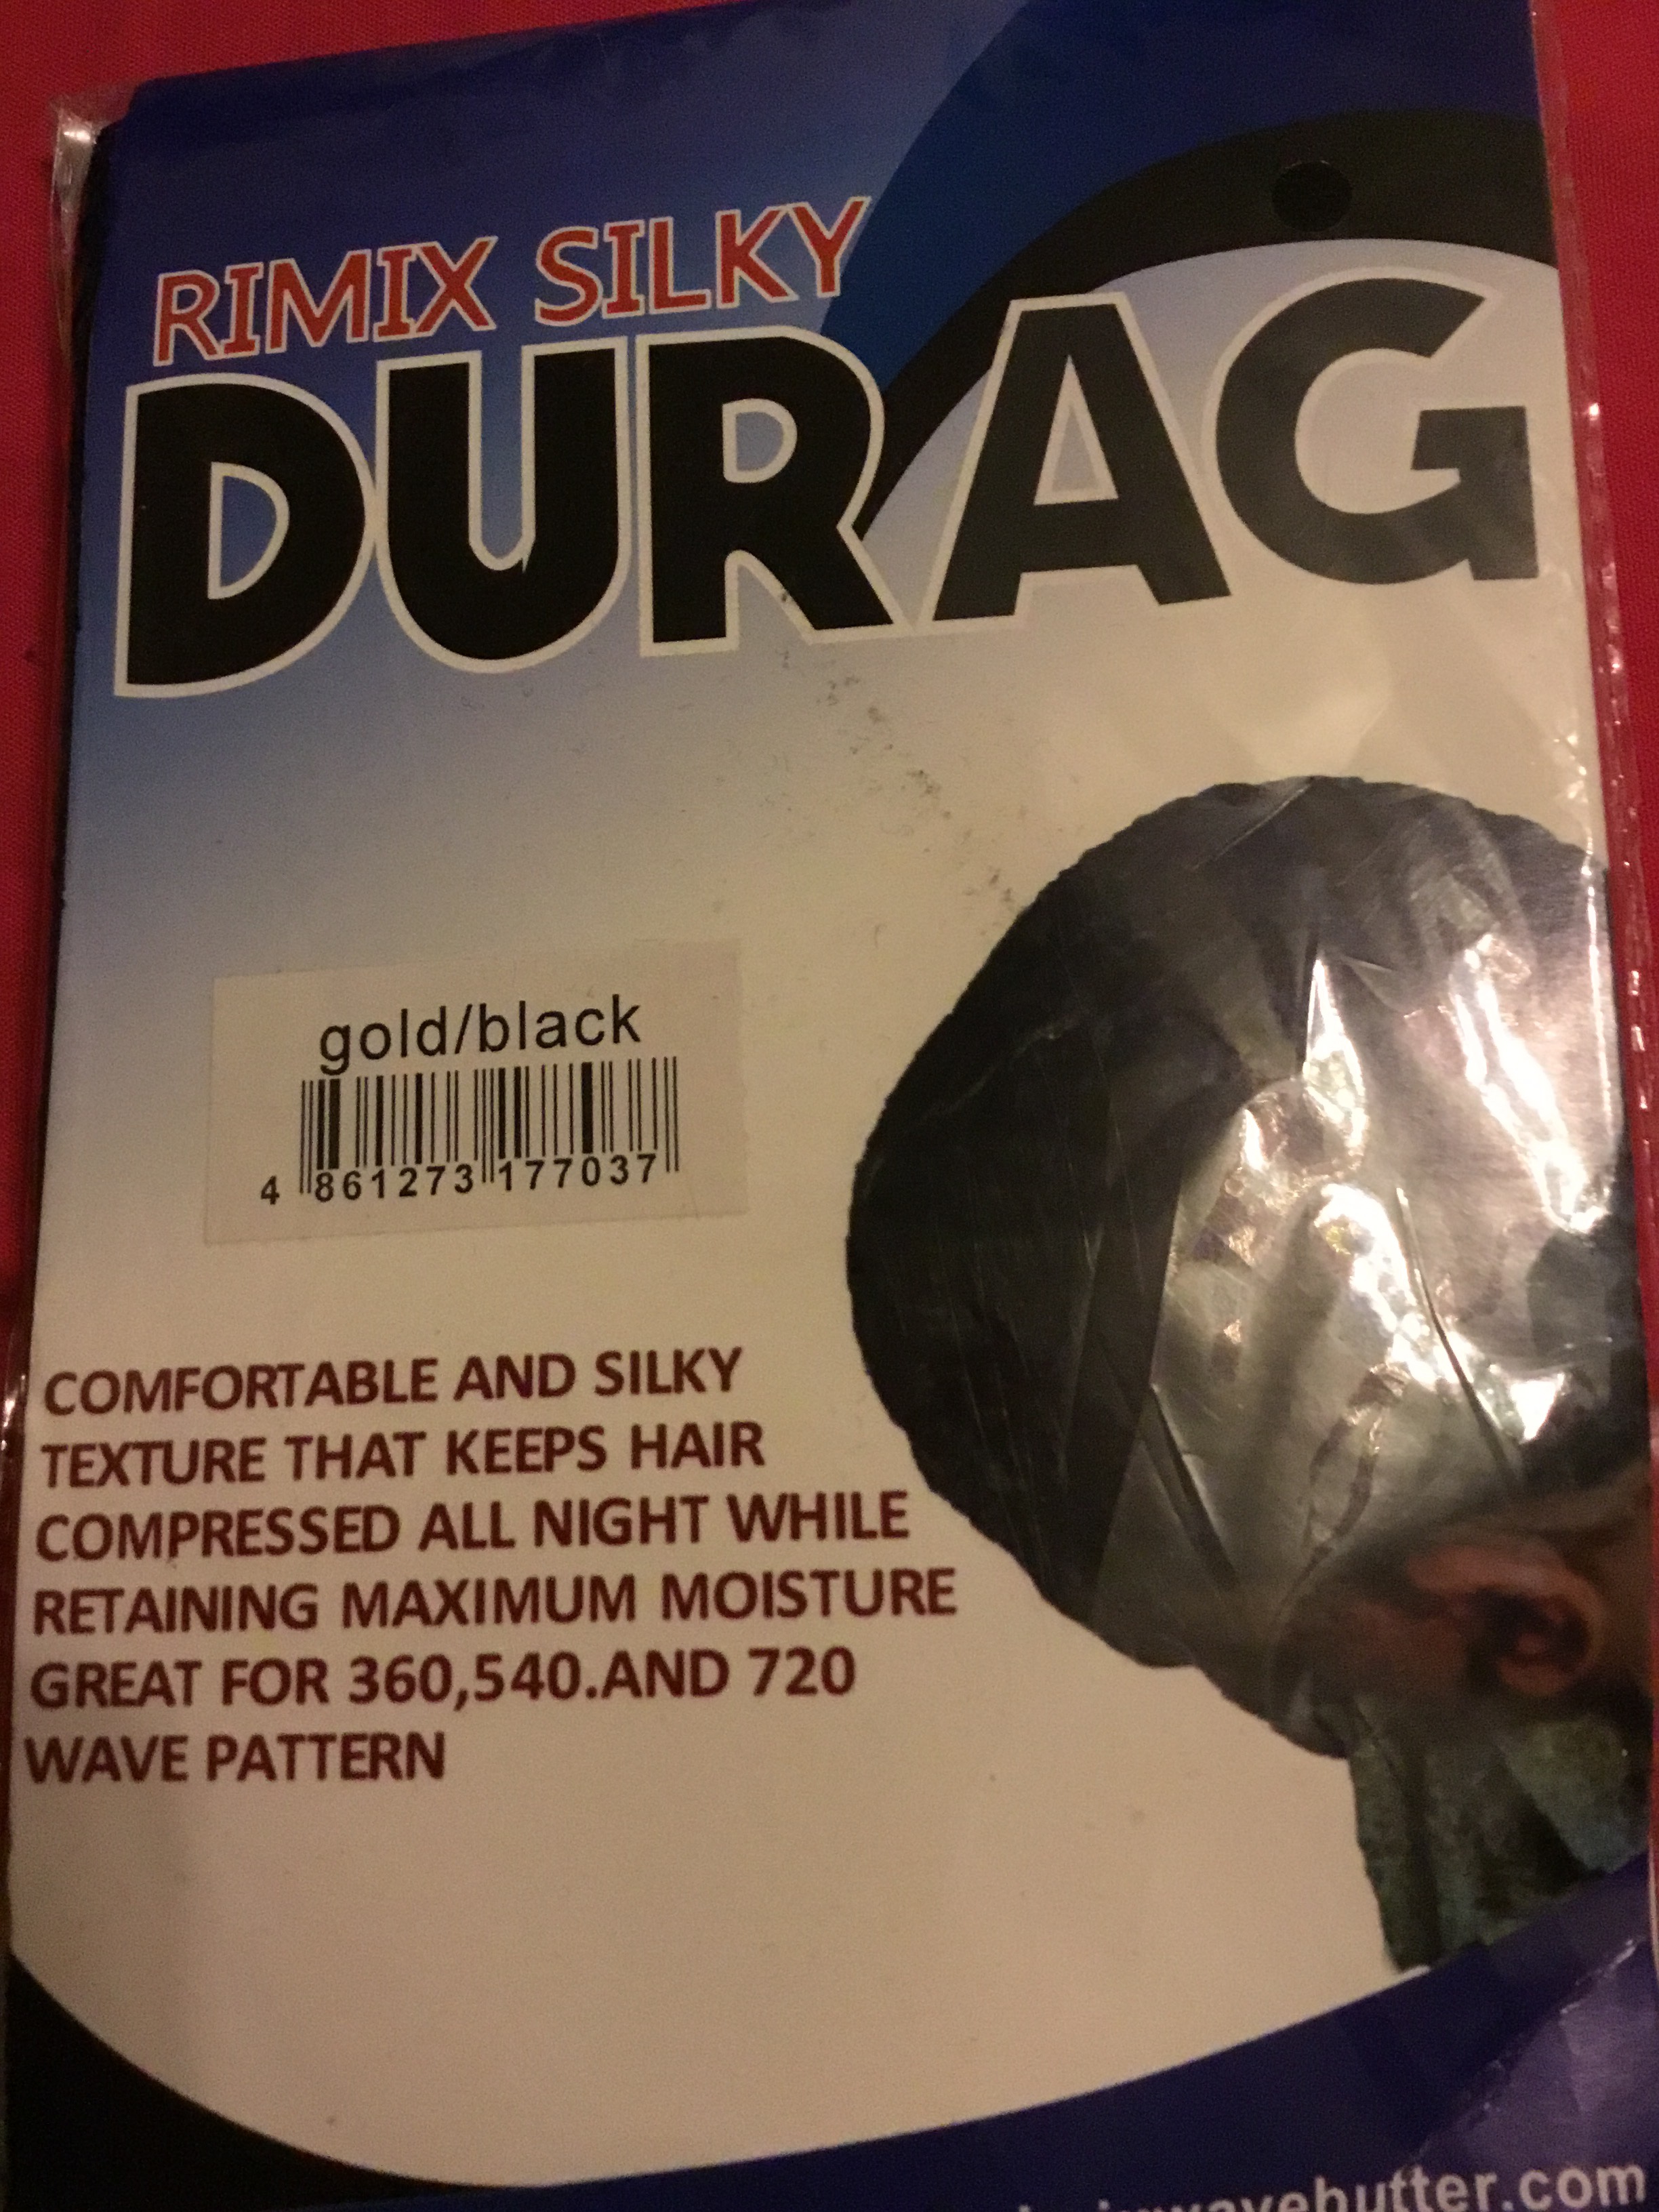 RIMIX SILKY
DURAG
gold/black
4 861273 177037
COMFORTABLE AND SILKY
TEXTURE THAT KEEPS HAIR
COMPRESSED ALL NIGHT WHILE
RETAINING MAXIMUM MOISTURE
GREAT FOR 360,540.AND 720
WAVE PATTERN